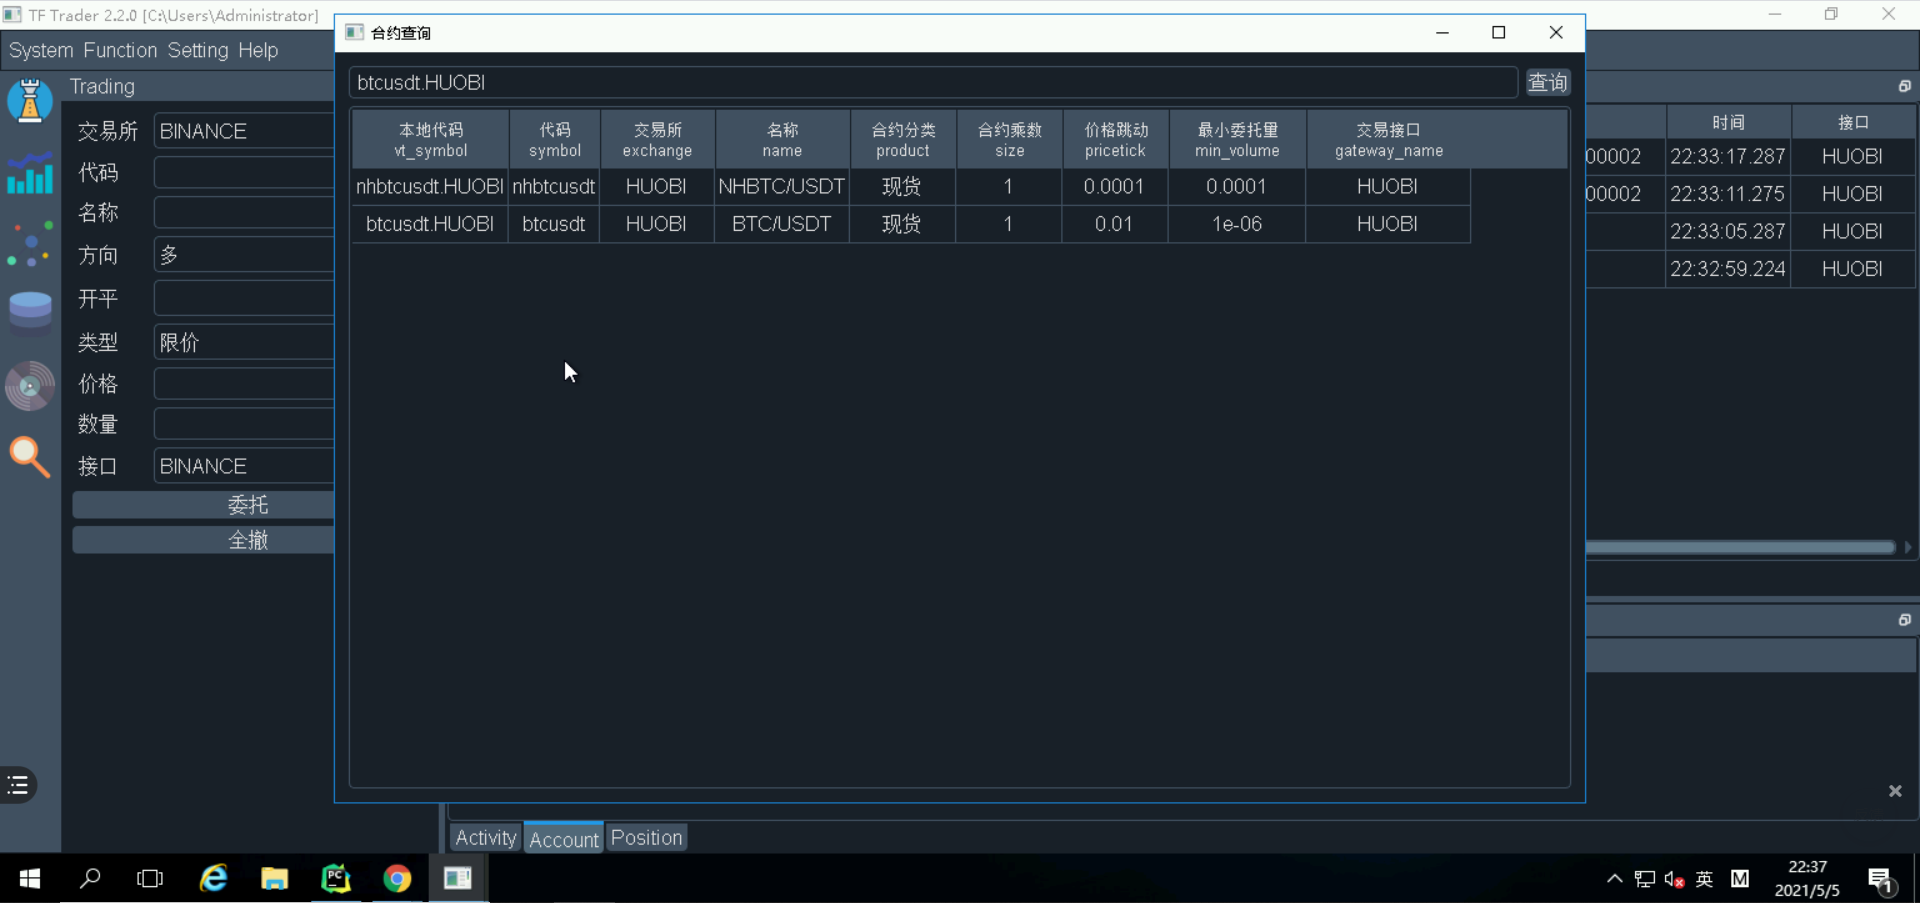 TF Trader 2.2.0 [C:\Users\Administrator]
合约查询
System Function Setting Help
btcusdt.HUOBI
查询
Trading
交易所 BINANCE
代码
名称
方向 多
开平
类型 限价
价格
数量
接口 BINANCE
委托
全撤
本地代码 代码 交易所 名称 合约分类 合约乘数 价格跳动 最小委托量 交易接口
vt_symbol symbol exchange name product size pricetick min_volume gateway_name
nhbtcusdt.HUOBI nhbtcusdt HUOBI NHBTC/USDT 现货 1 0.0001 0.0001 HUOBI
btcusdt.HUOBI btcusdt HUOBI BTC/USDT 现货 1 0.01 1e-06 HUOBI
时间 接口
00002 22:33:17.287 HUOBI
00002 22:33:11.275 HUOBI
22:33:05.287 HUOBI
22:32:59.224 HUOBI
Activity Account Position
PC
英 M
22:37
2021/5/5
1